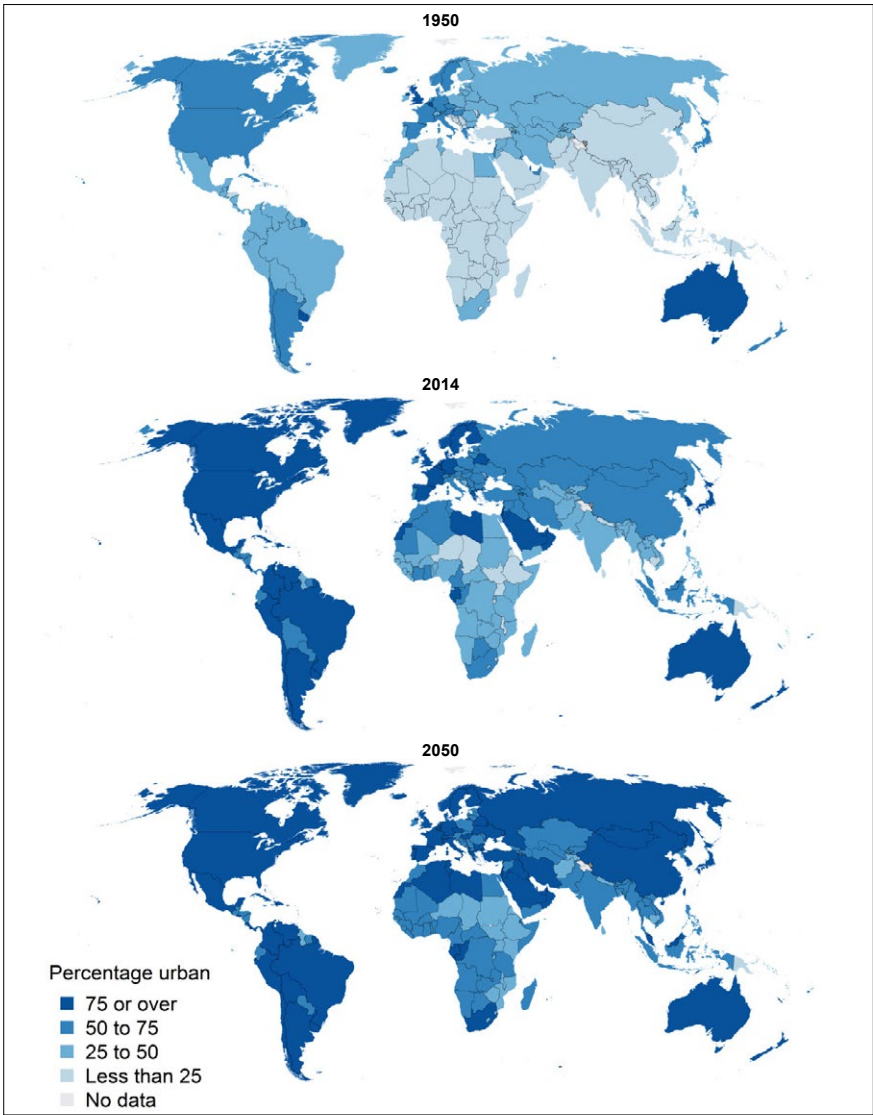 1950
2014
2050
Percentage urban
75 or over
50 to 75
25 to 50
Less than 25
No data